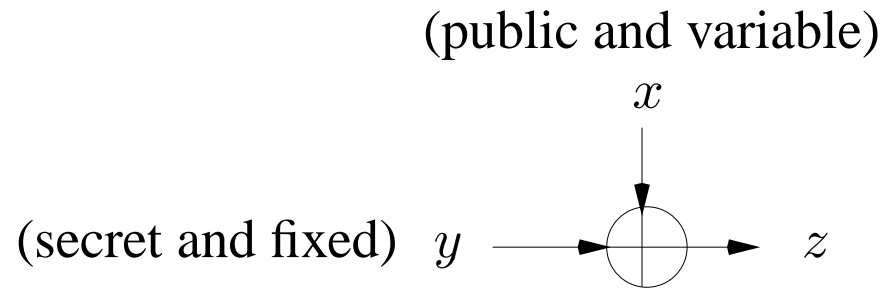 (public and variable)
x
(secret and fixed) y z